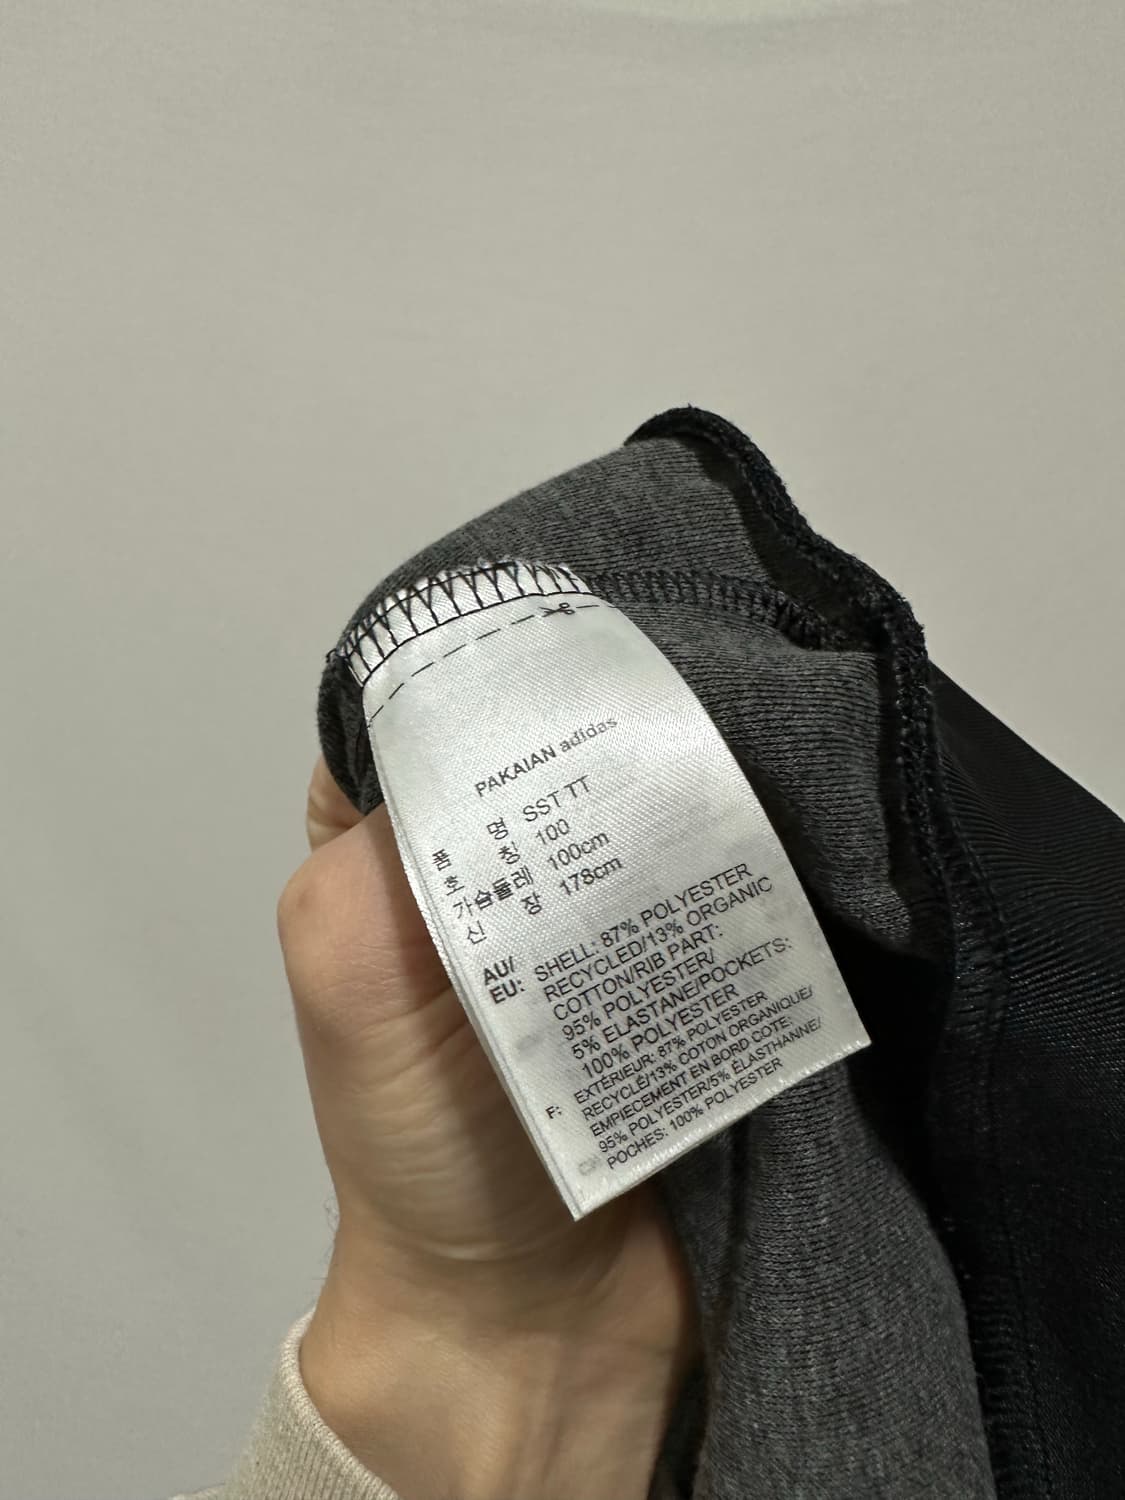 PAKAIAN adidas
품 명 SST TT
호 칭 100
가슴둘레 100cm
신 장 178cm
AU/ EU: SHELL: 87% POLYESTER
RECYCLED/13% ORGANIC
COTTON/RIB PART:
95% POLYESTER/
5% ELASTANE/POCKETS:
100% POLYESTER
F: EXTÉRIEUR: 87% POLYESTER
RECYCLÉ/13% COTON ORGANIQUE/
EMPIECEMENT EN BORD COTE:
95% POLYESTER/5% ÉLASTHANNE/
POCHES: 100% POLYESTER